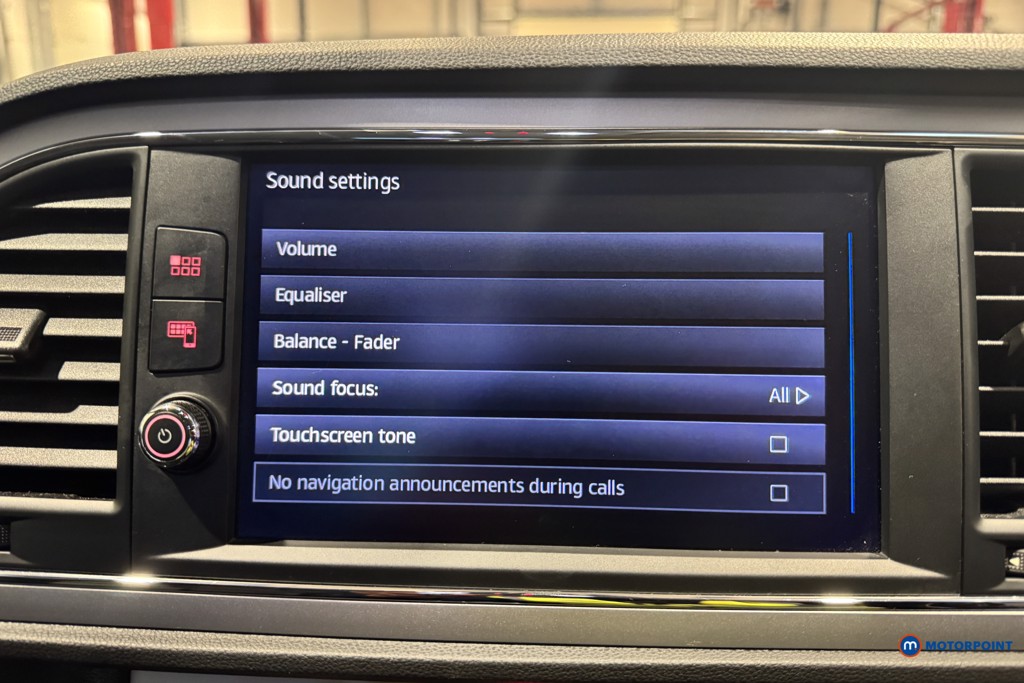 Sound settings
Volume
Equaliser
Balance - Fader
Sound focus:
All
Touchscreen tone
No navigation announcements during calls
m MOTORPOINT